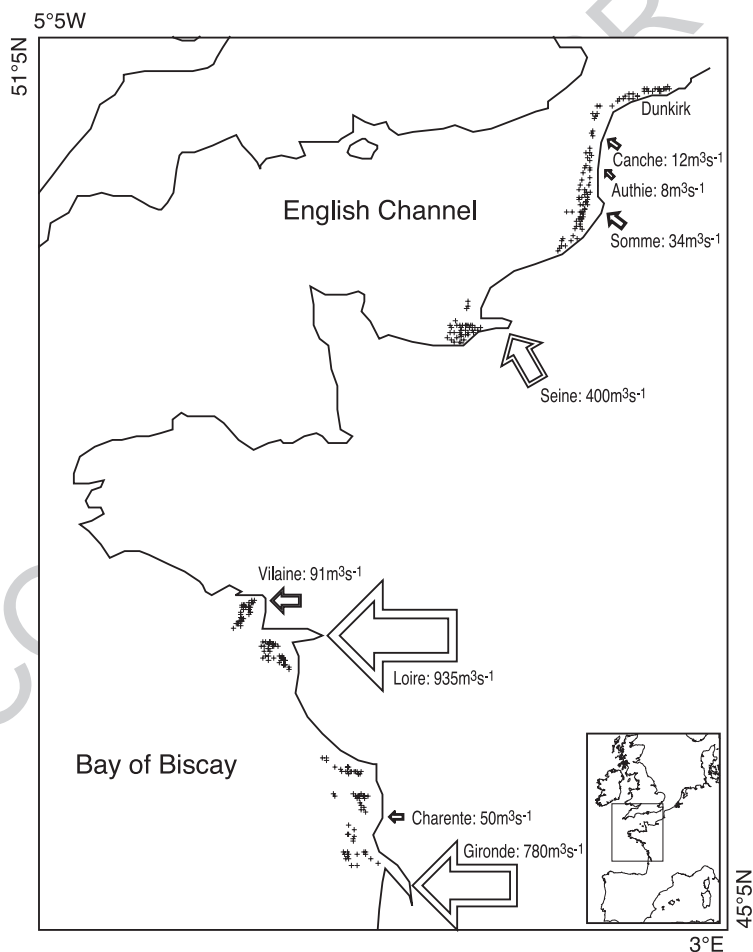 5°5W
51°5N
Dunkirk
Canche: 12m³s⁻¹
Authie: 8m³s⁻¹
English Channel
Somme: 34m³s⁻¹
Seine: 400m³s⁻¹
Vilaine: 91m³s⁻¹
Loire: 935m³s⁻¹
Bay of Biscay
Charente: 50m³s⁻¹
Gironde: 780m³s⁻¹
45°5N
3°E